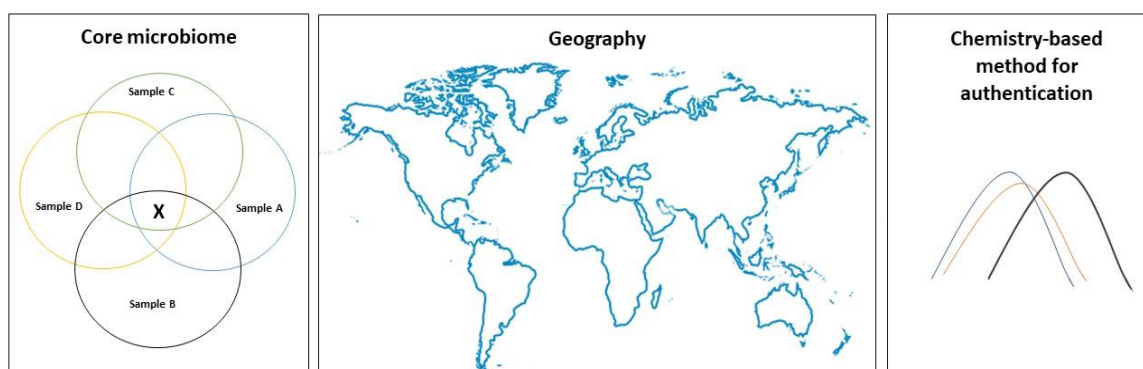 Core microbiome
Sample C
Sample D
X
Sample A
Sample B
Geography
Chemistry-based
method for
authentication